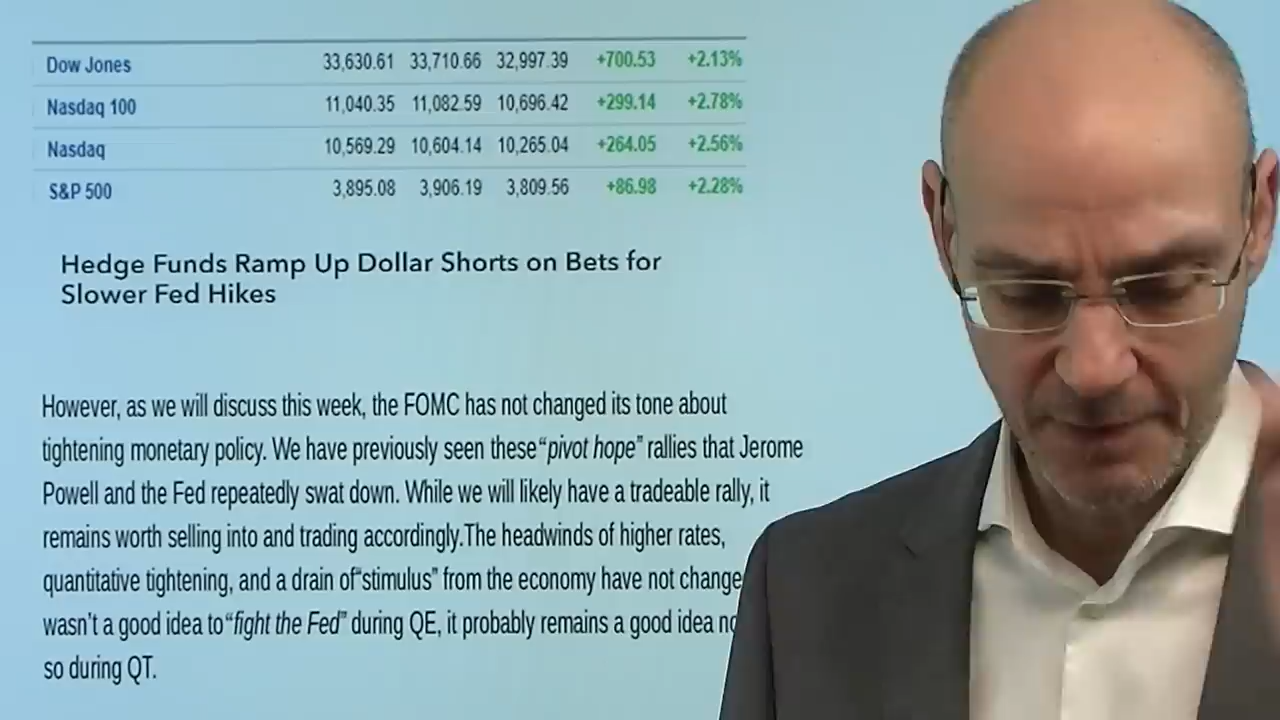 Dow Jones 33,630.61 33,710.66 32,997.39 +700.53 +2.13%
Nasdaq 100 11,040.35 11,082.59 10,696.42 +299.14 +2.78%
Nasdaq 10,569.29 10,604.14 10,265.04 +264.05 +2.56%
S&P 500 3,895.08 3,906.19 3,809.56 +86.98 +2.28%
Hedge Funds Ramp Up Dollar Shorts on Bets for
Slower Fed Hikes
However, as we will discuss this week, the FOMC has not changed its tone about
tightening monetary policy. We have previously seen these “pivot hope” rallies that Jerome
Powell and the Fed repeatedly swat down. While we will likely have a tradeable rally, it
remains worth selling into and trading accordingly.The headwinds of higher rates,
quantitative tightening, and a drain of“stimulus” from the economy have not change
wasn’t a good idea to“fight the Fed” during QE, it probably remains a good idea
so during QT.